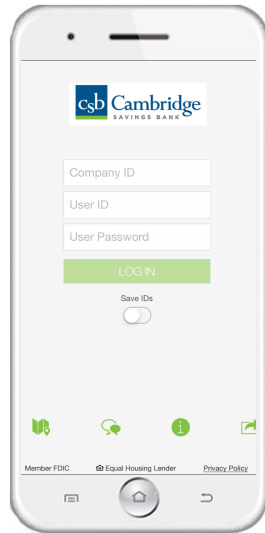 csb Cambridge
SAVINGS BANK
Company ID
User ID
User Password
LOG IN
Save IDs
Member FDIC Equal Housing Lender Privacy Policy